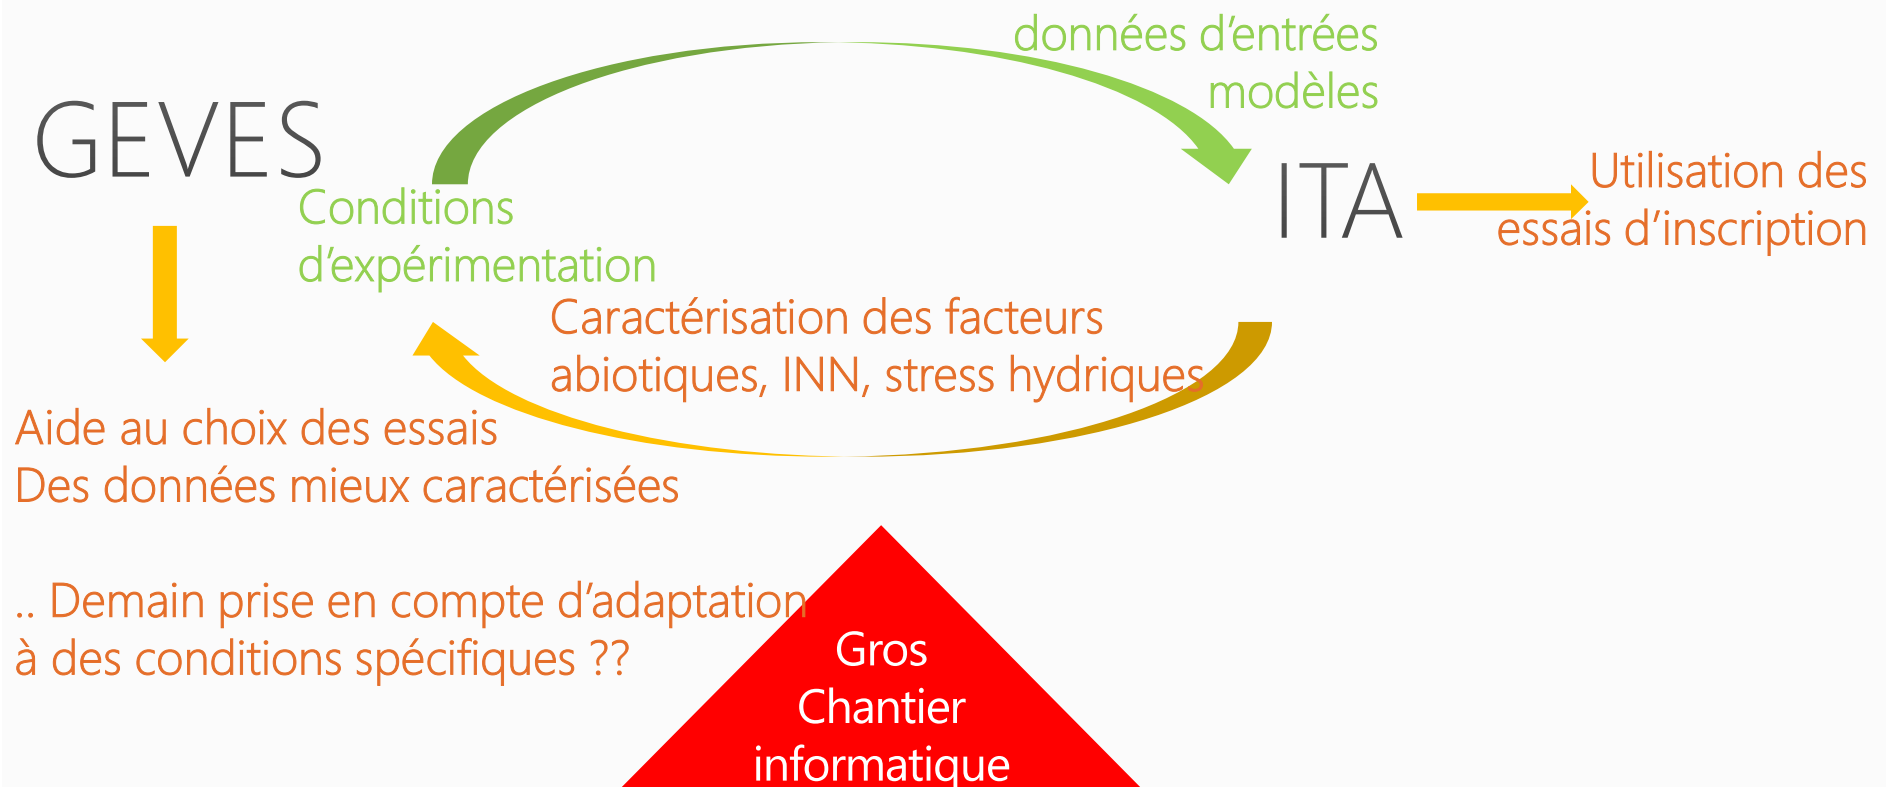 données d’entrées
modèles
GEVES
ITA
Utilisation des
essais d’inscription
Conditions
d’expérimentation
Caractérisation des facteurs
abiotiques, INN, stress hydriques
Aide au choix des essais
Des données mieux caractérisées
.. Demain prise en compte d’adaptation
à des conditions spécifiques ??
Gros
Chantier
informatique